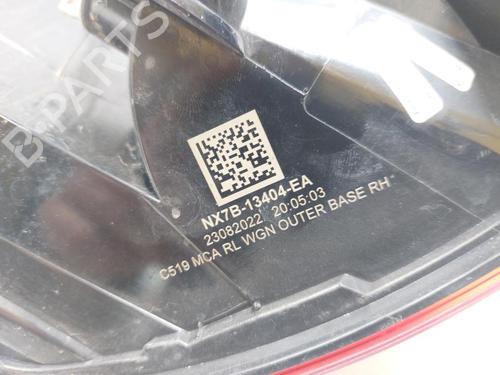 B-PARTS
NX7B-13404-EA
23082022 20:05:03
C519 MCA RL WGN OUTER BASE RH